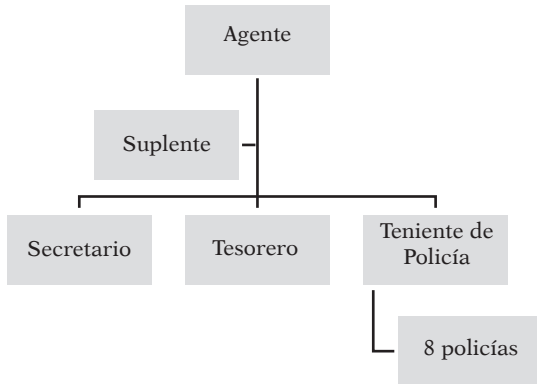 Agente
Suplente
Secretario
Tesorero
Teniente de
Policía
8 policías